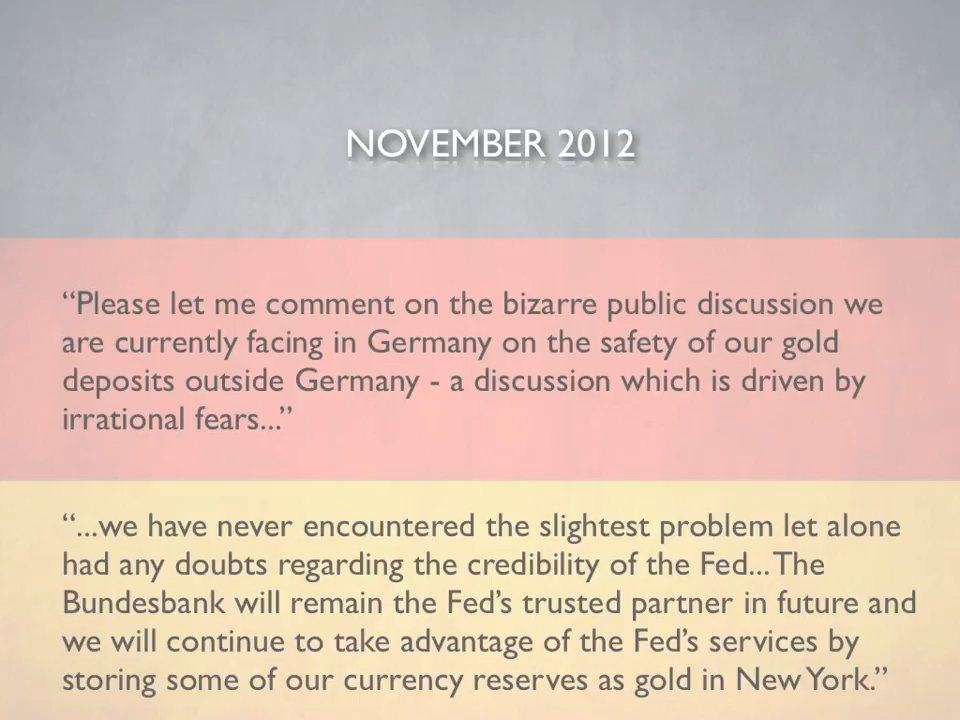 NOVEMBER 2012
“Please let me comment on the bizarre public discussion we
are currently facing in Germany on the safety of our gold
deposits outside Germany - a discussion which is driven by
irrational fears...”
“...we have never encountered the slightest problem let alone
had any doubts regarding the credibility of the Fed... The
Bundesbank will remain the Fed’s trusted partner in future and
we will continue to take advantage of the Fed’s services by
storing some of our currency reserves as gold in New York.”